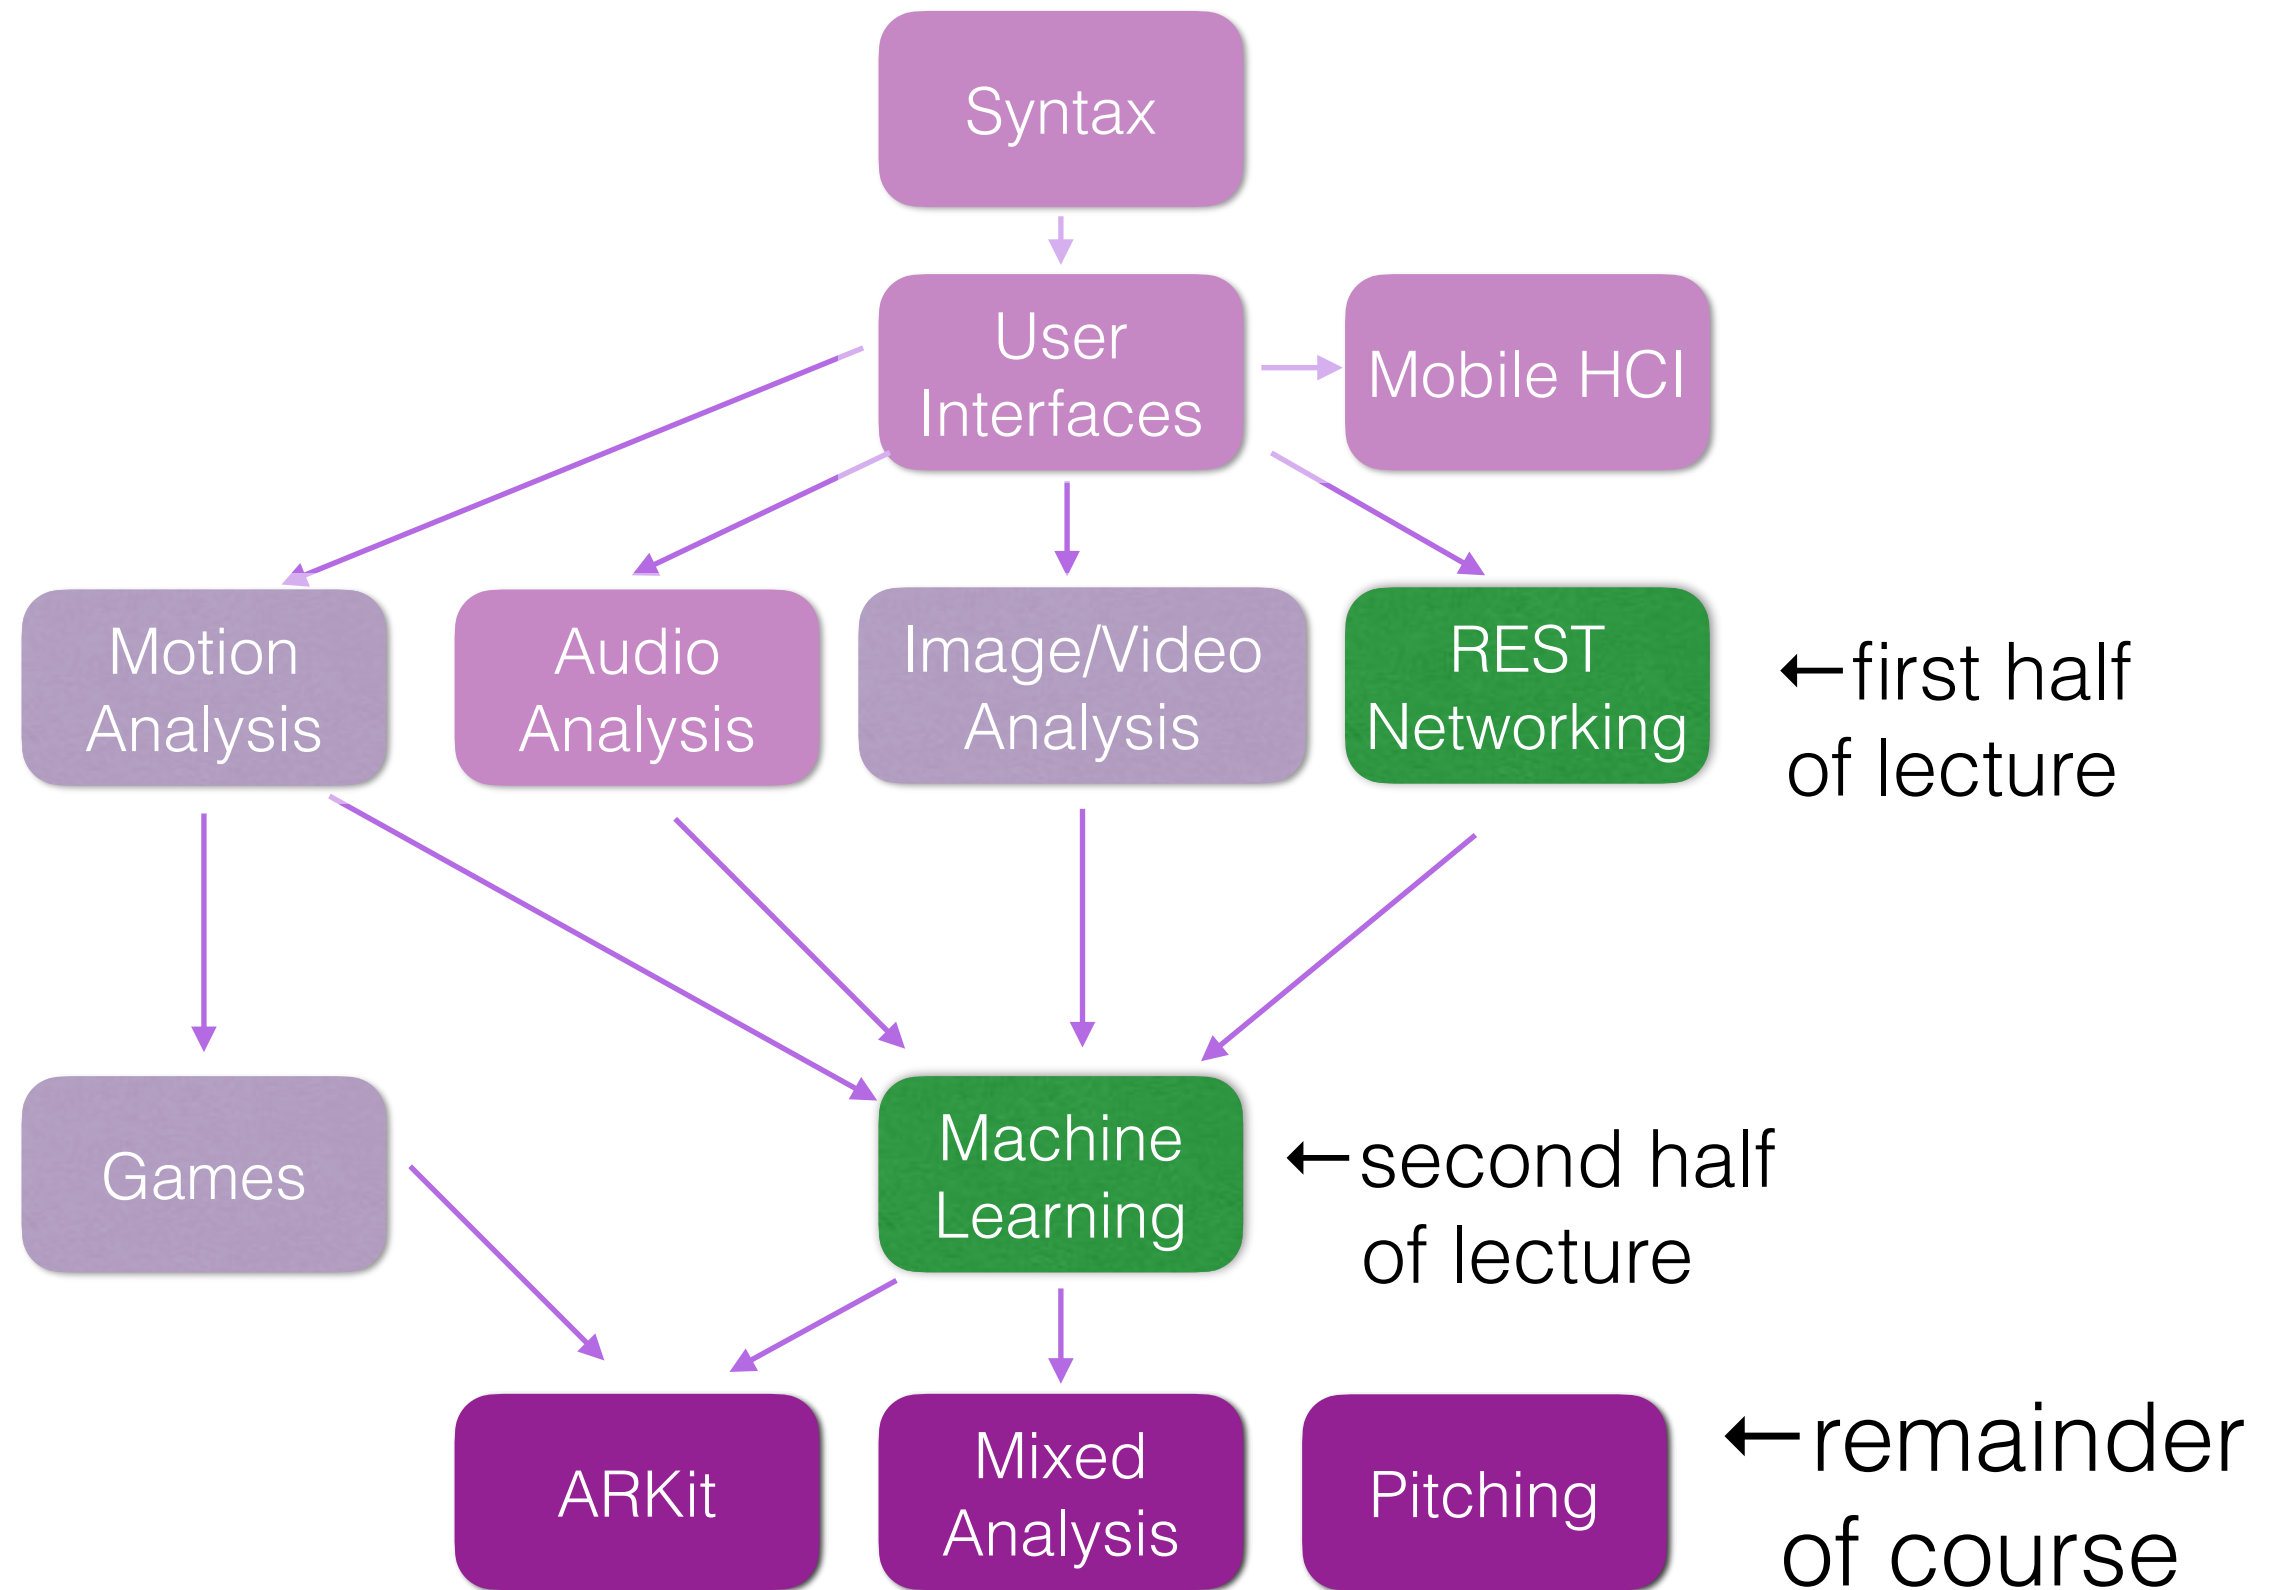 Syntax
User
Interfaces
Mobile HCI
Motion
Analysis
Audio
Analysis
Image/Video
Analysis
REST
Networking
←first half
of lecture
Games
Machine
Learning
←second half
of lecture
ARKit
Mixed
Analysis
Pitching
←remainder
of course